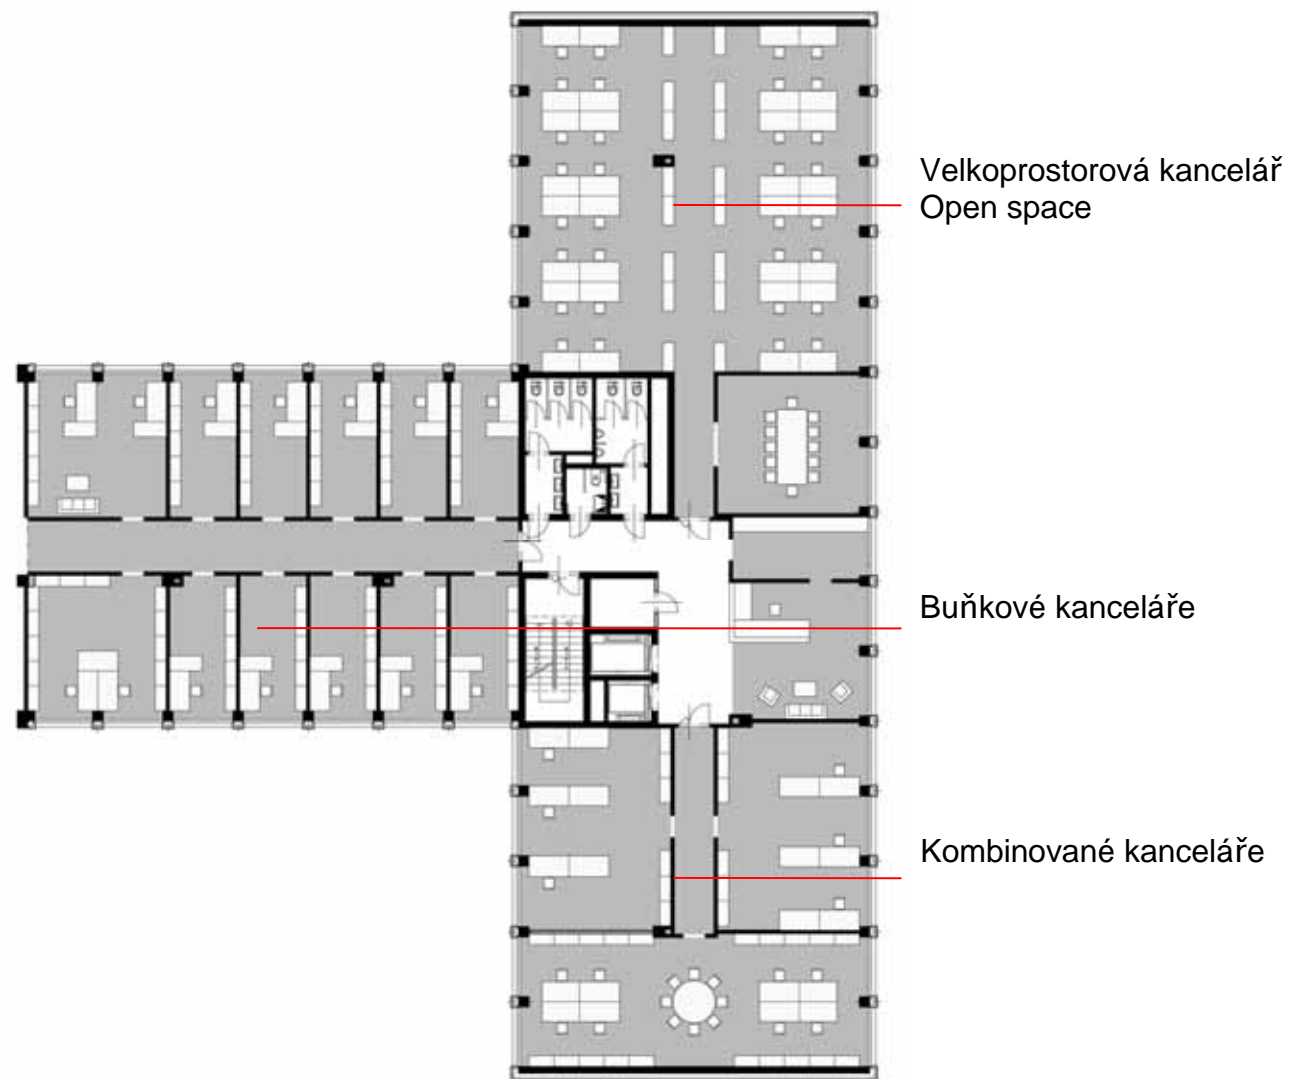 Velkoprostorová kancelář
Open space
Buňkové kanceláře
Kombinované kanceláře